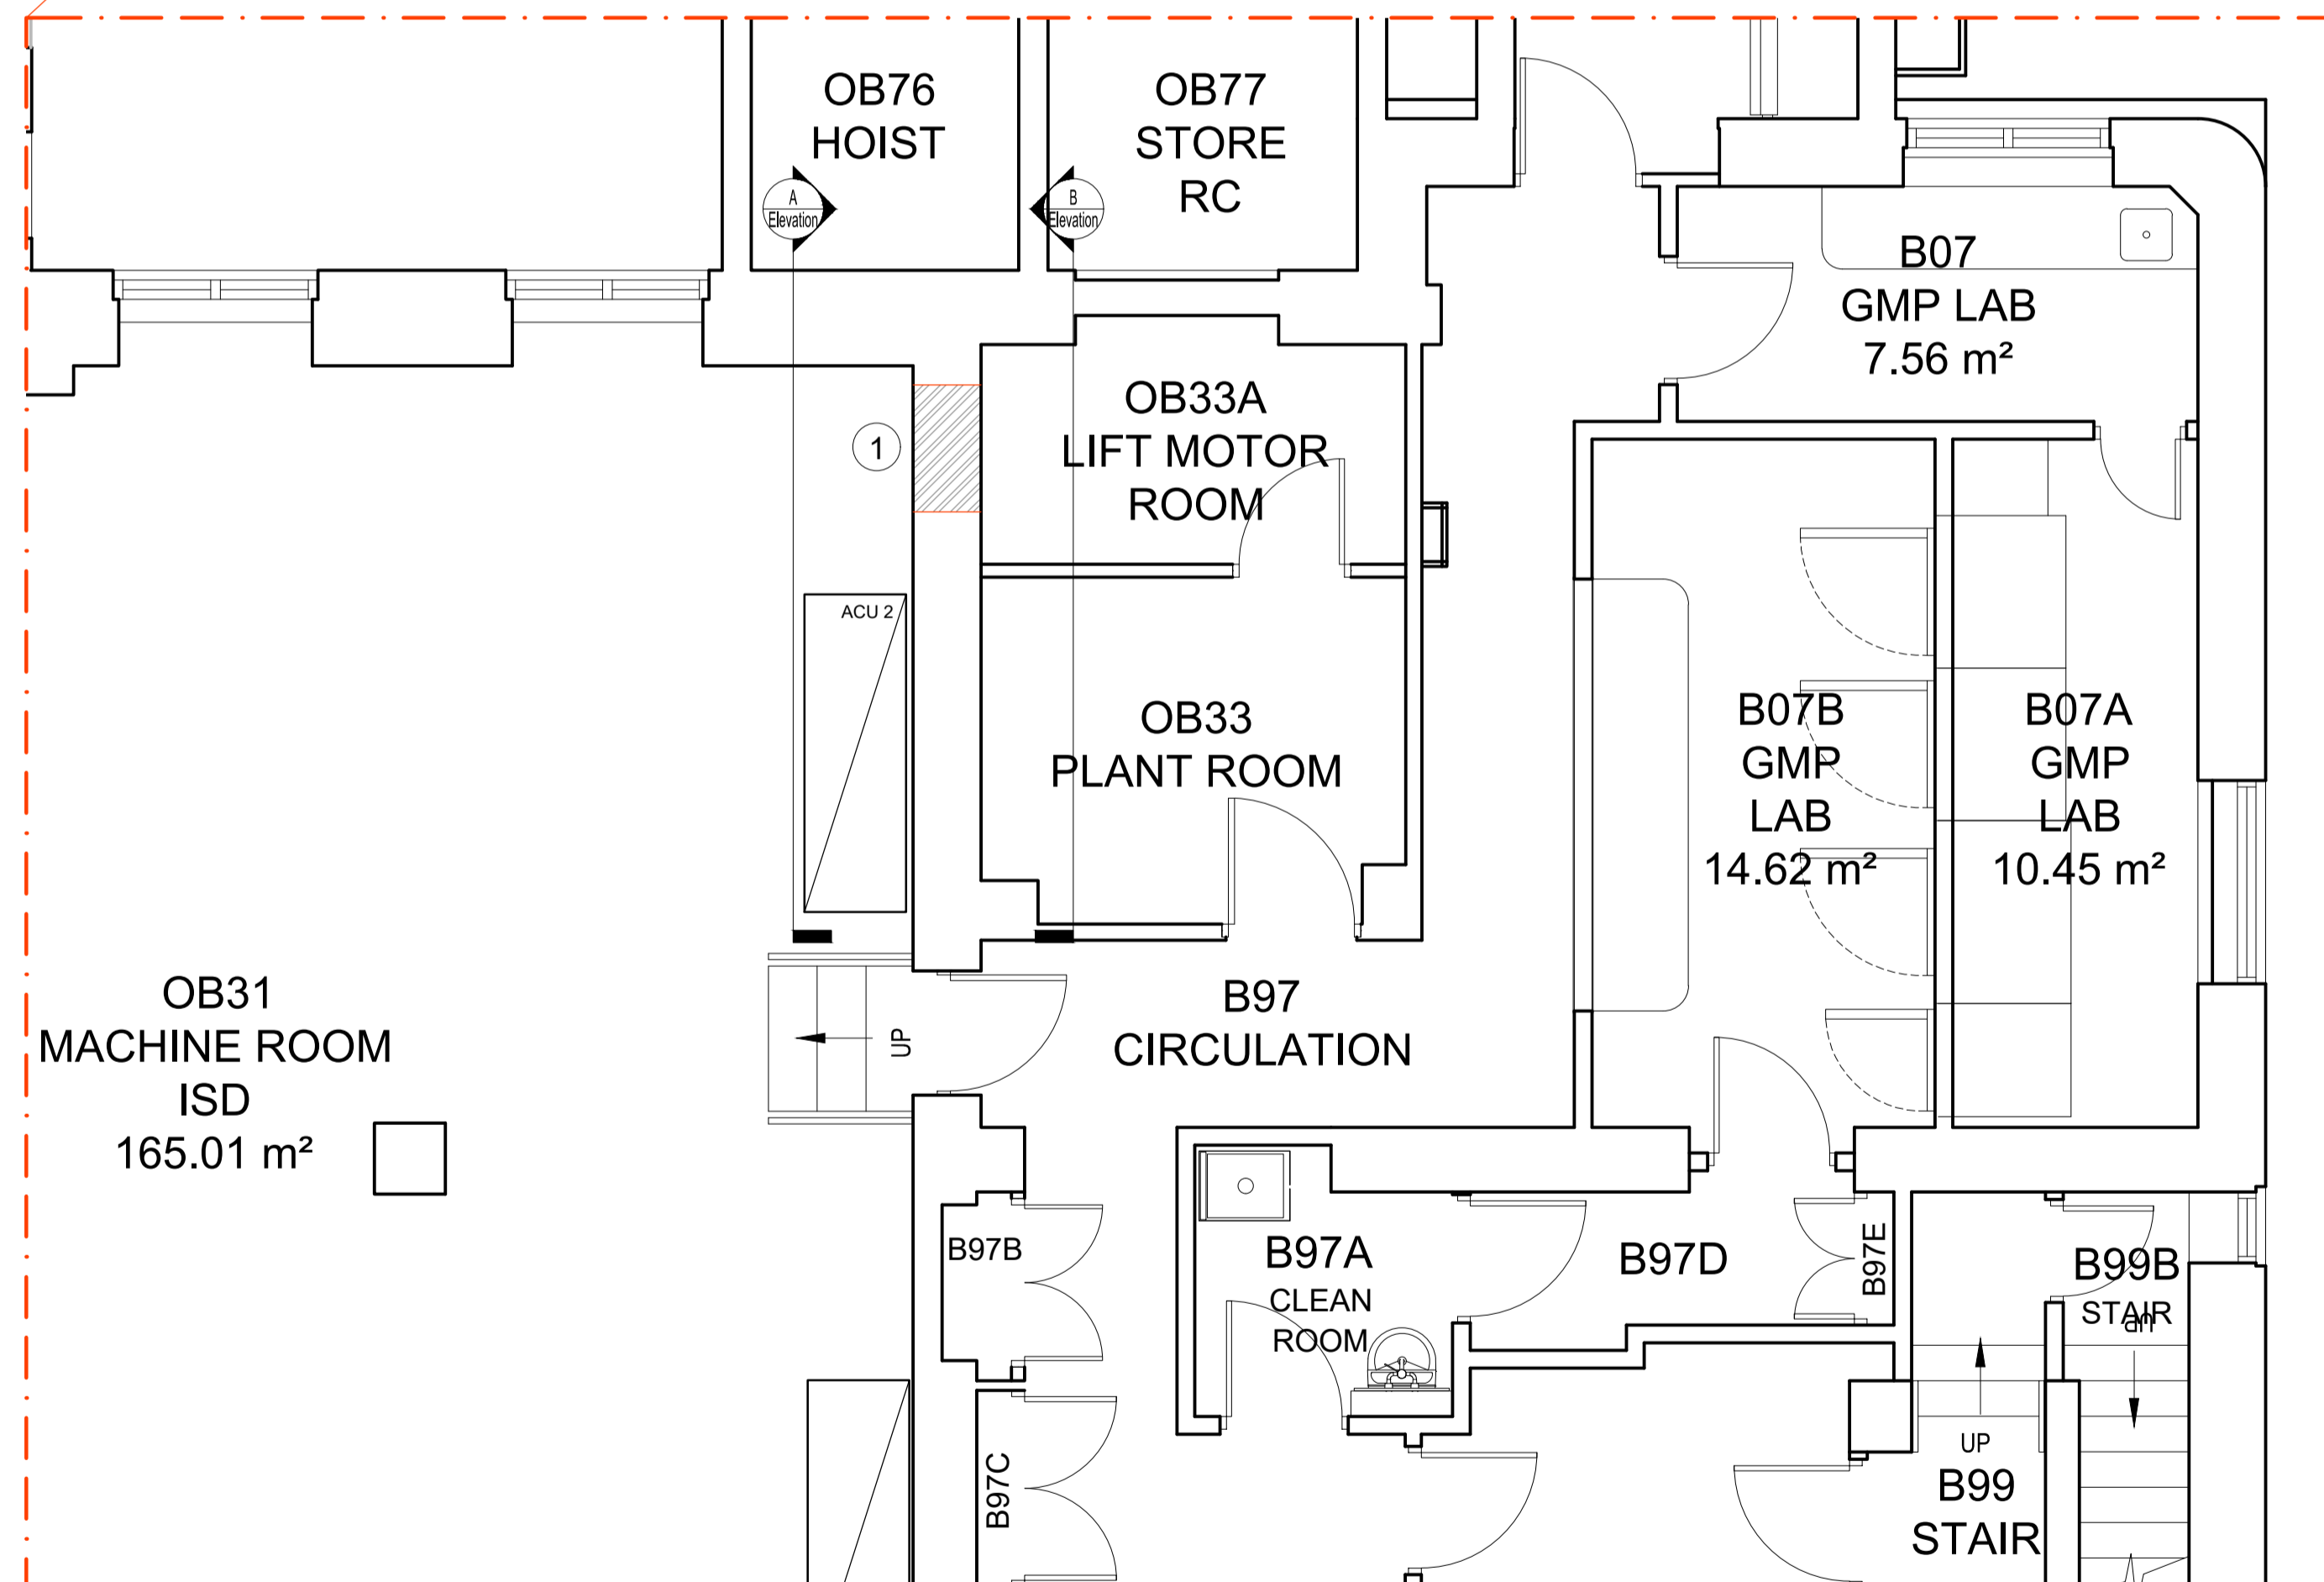 OB76
HOIST
OB77
STORE
RC
A
Elevation
B
Elevation
B07
GMP LAB
7.56 m²
OB33A
LIFT MOTOR
ROOM
1
ACU 2
OB33
PLANT ROOM
B07B
GMP
LAB
14.62 m²
B07A
GMP
LAB
10.45 m²
OB31
MACHINE ROOM
ISD
165.01 m²
UP
B97
CIRCULATION
B97B
B97A
CLEAN
ROOM
B97D
B97E
B99B
STAIR
B97C
UP
B99
STAIR